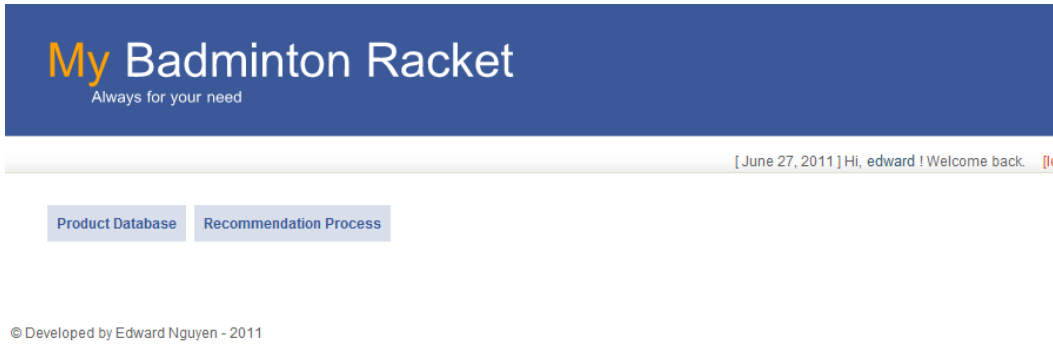 My Badminton Racket
Always for your need
[ June 27, 2011 ] Hi, edward ! Welcome back.
Product Database Recommendation Process
© Developed by Edward Nguyen - 2011